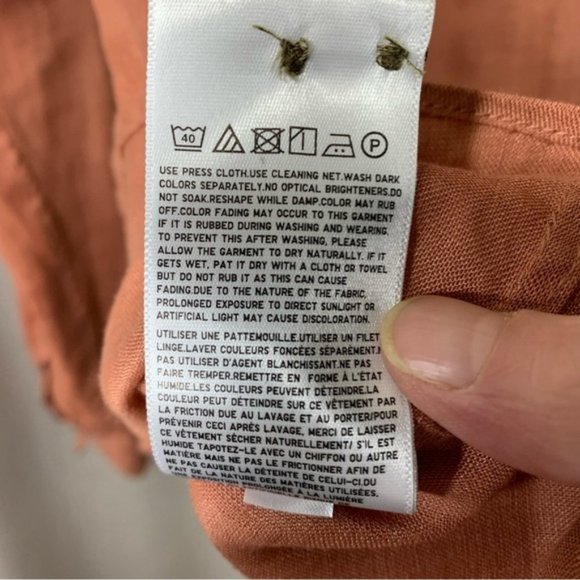 40 P
USE PRESS CLOTH.USE CLEANING NET.WASH DARK
COLORS SEPARATELY.NO OPTICAL BRIGHTENERS.DO
NOT SOAK.RESHAPE WHILE DAMP.COLOR MAY RUB
OFF.COLOR FADING MAY OCCUR TO THIS GARMENT
IF IT IS RUBBED DURING WASHING AND WEARING.
TO PREVENT THIS AFTER WASHING, PLEASE
ALLOW THE GARMENT TO DRY NATURALLY. IF IT
GETS WET, PAT IT DRY WITH A CLOTH OR TOWEL
BUT DO NOT RUB IT AS THIS CAN CAUSE
FADING.DUE TO THE NATURE OF THE FABRIC,
PROLONGED EXPOSURE TO DIRECT SUNLIGHT OR
ARTIFICIAL LIGHT MAY CAUSE DISCOLORATION.
UTILISER UNE PATTEMOUILLE.UTILISER UN FILET
LINGE.LAVER COULEURS FONCÉES SÉPARÉMENT.N
PAS UTILISER D'AGENT BLANCHISSANT.NE PAS
FAIRE TREMPER.REMETTRE EN FORME À L'ÉTAT
HUMIDE.LES COULEURS PEUVENT DÉTEINDRE.LA
COULEUR PEUT DÉTEINDRE SUR CE VÊTEMENT PAR
LA FRICTION DUE AU LAVAGE ET AU PORTER/POUR
PRÉVENIR CECI APRÈS LAVAGE, MERCI DE LAISSER
CE VÊTEMENT SÉCHER NATURELLEMENT/ S'IL EST
HUMIDE TAPOTEZ-LE AVEC UN CHIFFON OU AUTRE
MATIÈRE MAIS NE PAS LE FRICTIONNER AFIN DE
NE PAS CAUSER LA DÉTEINTE DE CELUI-CI.DU
FAIT DE LA NATURE DES MATIÈRES UTILISÉES,
UNE EXPOSITION PROLONGÉE À LA LUMIÈRE